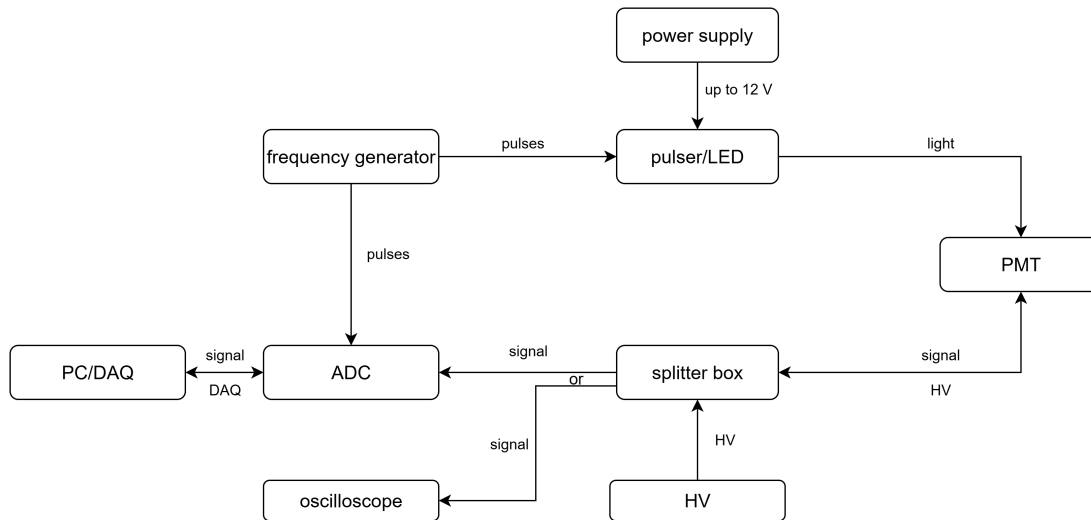 power supply
up to 12 V
frequency generator
pulses
pulser/LED
light
pulses
PMT
PC/DAQ
signal
DAQ
ADC
signal
or
splitter box
signal
HV
signal
HV
oscilloscope
HV